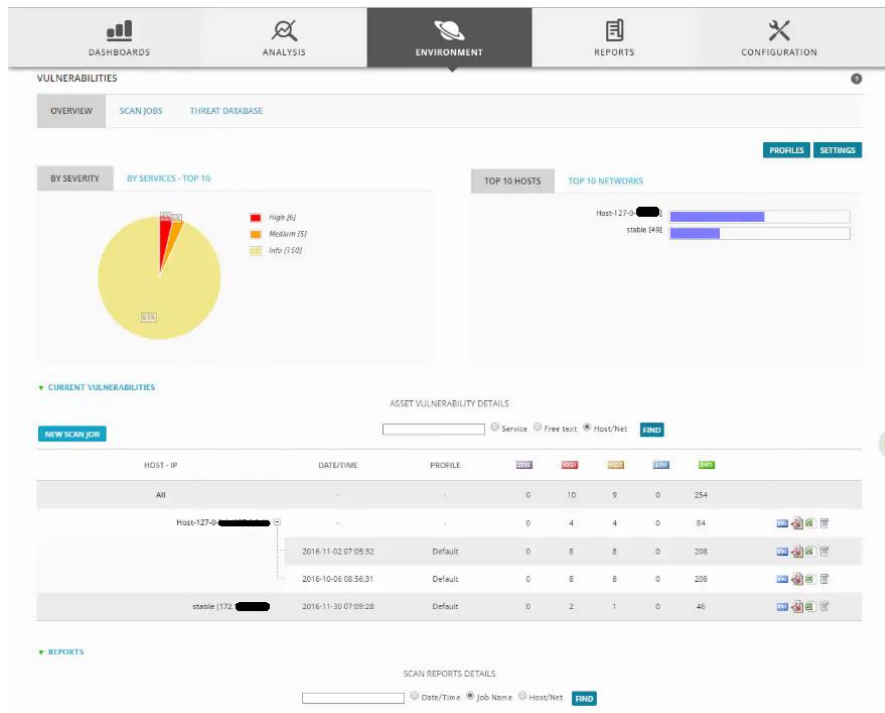 DASHBOARDS
ANALYSIS
ENVIRONMENT
REPORTS
CONFIGURATION
VULNERABILITIES
OVERVIEW SCAN JOBS THREAT DATABASE
PROFILES SETTINGS
BY SEVERITY BY SERVICES - TOP 10
High [6]
Medium [5]
Info [150]
TOP 10 HOSTS TOP 10 NETWORKS
Host-127-0-
stable [49]
CURRENT VULNERABILITIES
ASSET VULNERABILITY DETAILS
NEW SCAN JOB
Service Free text Host/Net FIND
HOST - IP DATE/TIME PROFILE
All - - 0 10 9 0 254
Host-127-0- - - 0 4 4 0 84
2016-11-02 07:05:32 Default 0 8 8 0 208
2016-10-06 08:56:31 Default 0 8 8 0 208
stable (172. 2016-11-30 07:09:28 Default 0 2 1 0 46
REPORTS
SCAN REPORTS DETAILS
Date/Time Job Name Host/Net FIND